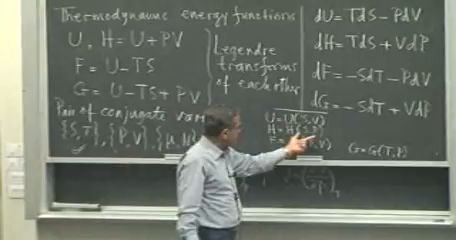 Thermodynamic energy functions
U, H = U + PV
F = U - TS
G = U - TS + PV
Legendre
transforms
of each other
Pair of conjugate
{S,T}, {P,V}
dU = TdS - PdV
dH = TdS + VdP
dF = -SdT - PdV
dG = -SdT + VdP
U = U(S,V)
H = H(S,P)
F = V)
G = G(T,P)